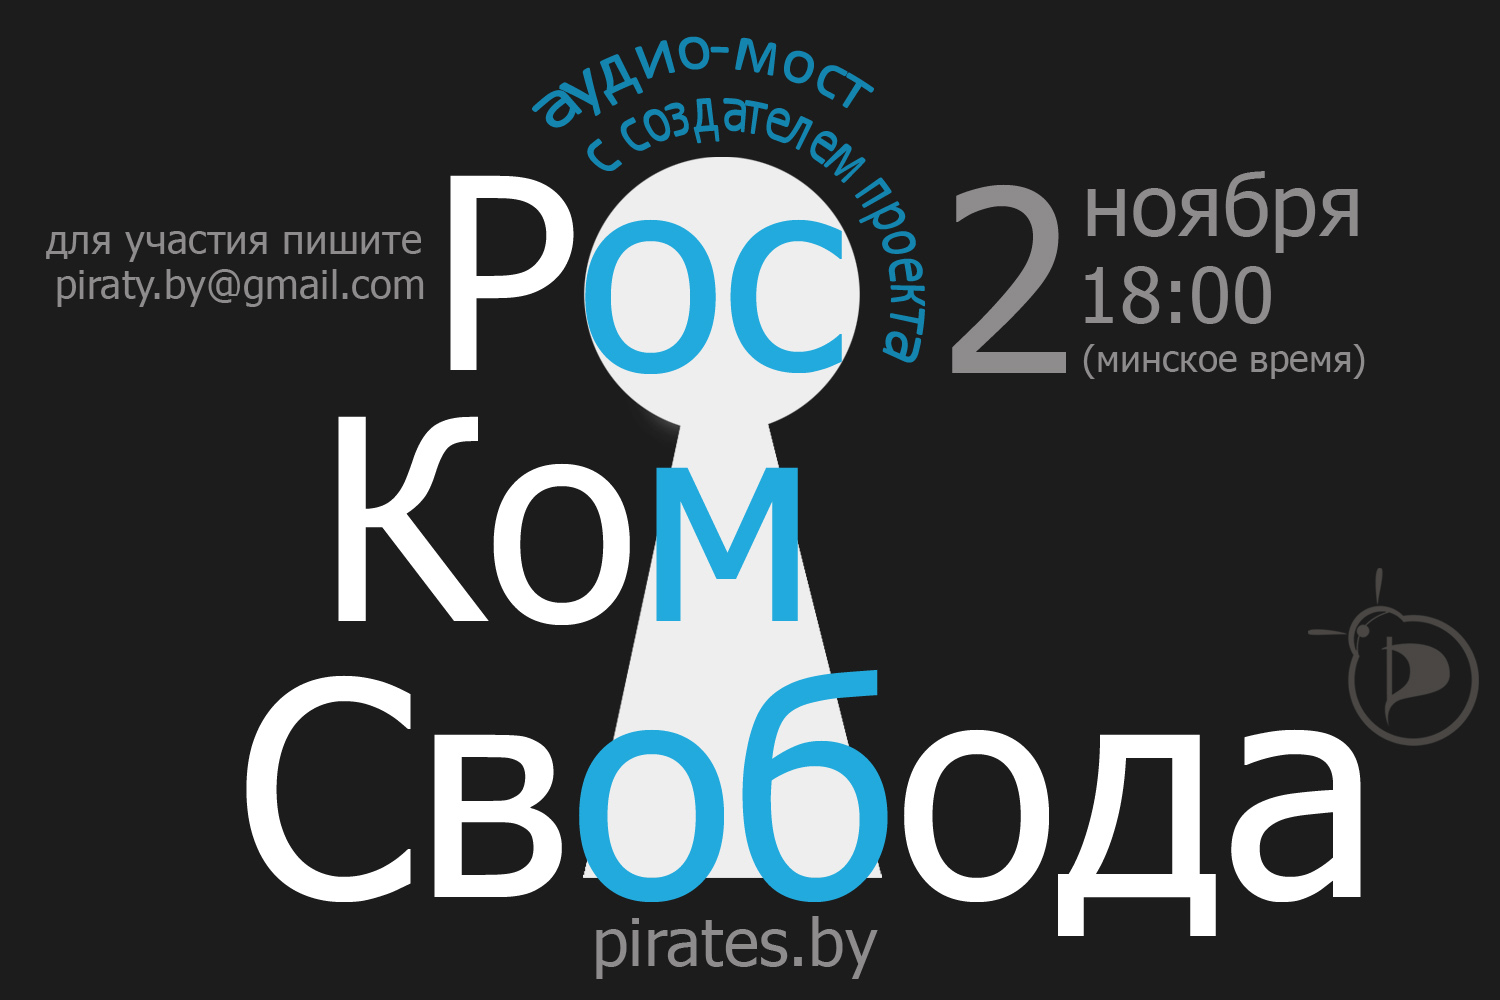 аудио-мост
с создателем проекта
для участия пишите
piraty.by@gmail.com
2 ноября
18:00
(минское время)
Рос
Ком
Свобода
pirates.by